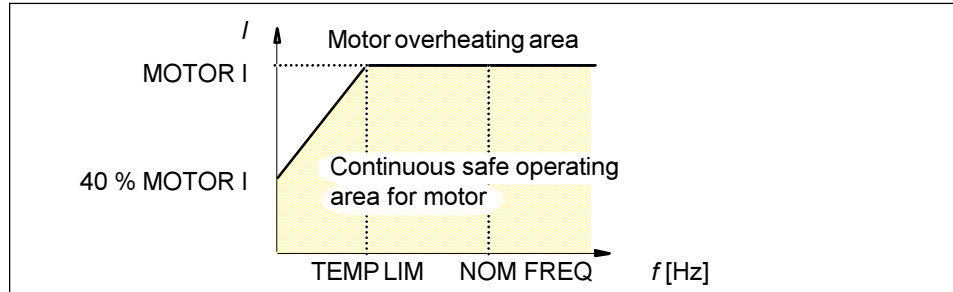 I
Motor overheating area
MOTOR I
40 % MOTOR I
Continuous safe operating
area for motor
TEMP LIM
NOM FREQ
f [Hz]